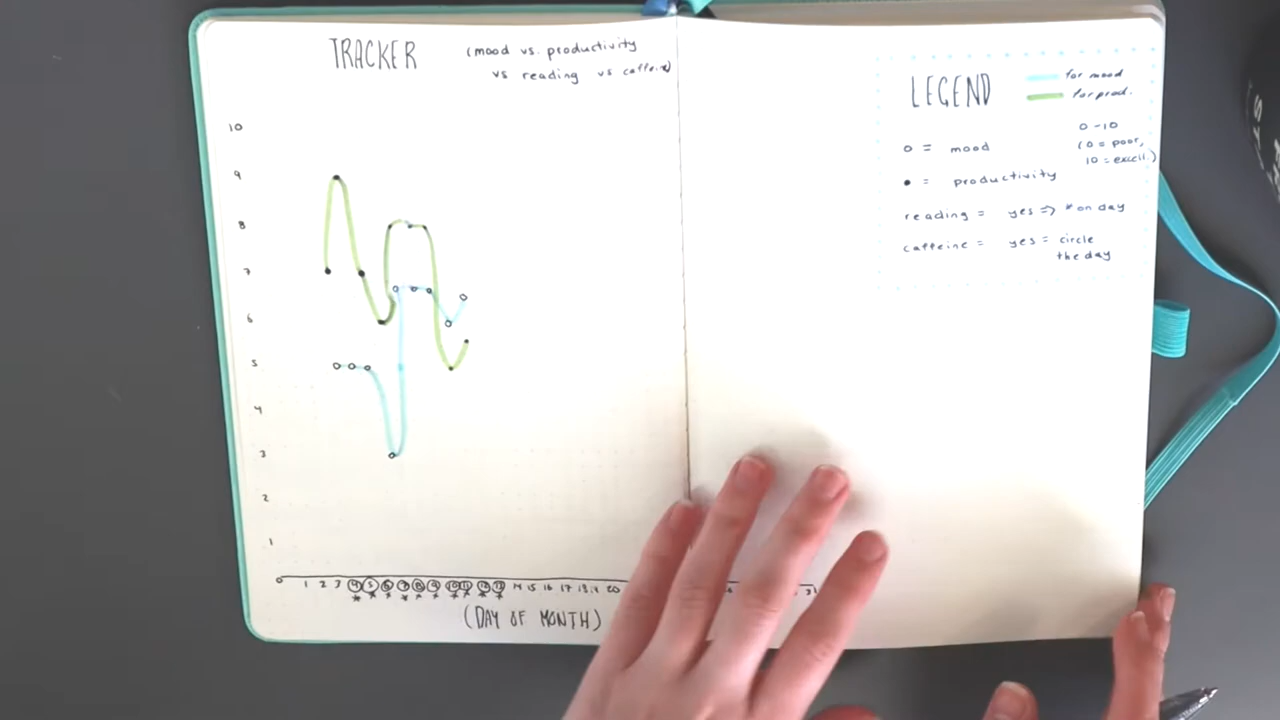 TRACKER
(mood vs. productivity
vs reading vs caffeine)
10
9
8
7
6
5
4
3
2
1
0 1 2 3 4 5 6 7 8 9 10 11 12 13 14 15 16 17 18 19 20
(DAY OF MONTH)
LEGEND
for mood
for prod.
0-10
(0 = poor,
10 = excell.)
o = mood
• = productivity
reading = yes => * on day
caffeine = yes = circle
the day